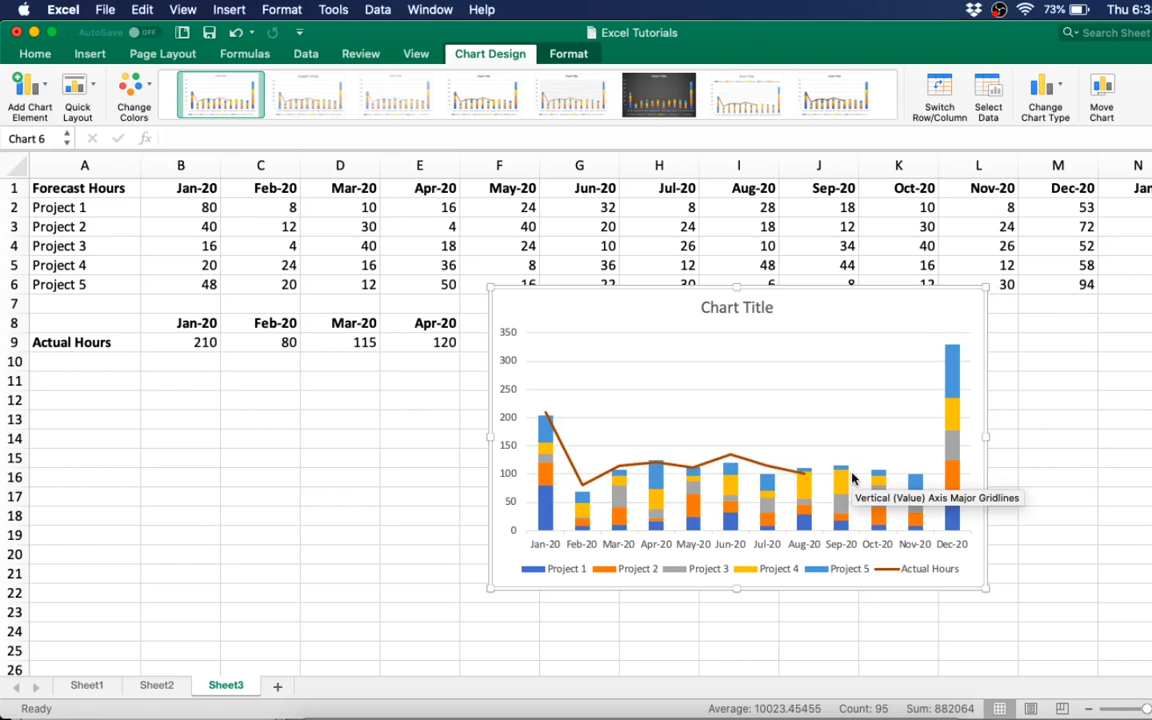 Excel File Edit View Insert Format Tools Data Window Help 73% Thu 6:3
AutoSave OFF Excel Tutorials Search Sheet
Home Insert Page Layout Formulas Data Review View Chart Design Format
Add Chart Element Quick Layout Change Colors Switch Row/Column Select Data Change Chart Type Move Chart
Chart 6 fx
A B C D E F G H I J K L M N
1 Forecast Hours Jan-20 Feb-20 Mar-20 Apr-20 May-20 Jun-20 Jul-20 Aug-20 Sep-20 Oct-20 Nov-20 Dec-20 Jan
2 Project 1 80 8 10 16 24 32 8 28 18 10 8 53
3 Project 2 40 12 30 4 40 20 24 18 12 30 24 72
4 Project 3 16 4 40 18 24 10 26 10 34 40 26 52
5 Project 4 20 24 16 36 8 36 12 48 44 16 12 58
6 Project 5 48 20 12 50 16 22 30 6 8 12 30 94
7
8 Jan-20 Feb-20 Mar-20 Apr-20
9 Actual Hours 210 80 115 120
10
11
12
13
14
15
16
17
18
19
20
21
22
23
24
25
26
Chart Title
350
300
250
200
150
100
50
0
Vertical (Value) Axis Major Gridlines
Jan-20 Feb-20 Mar-20 Apr-20 May-20 Jun-20 Jul-20 Aug-20 Sep-20 Oct-20 Nov-20 Dec-20
Project 1 Project 2 Project 3 Project 4 Project 5 Actual Hours
Sheet1 Sheet2 Sheet3 +
Ready Average: 10023.45455 Count: 95 Sum: 882064